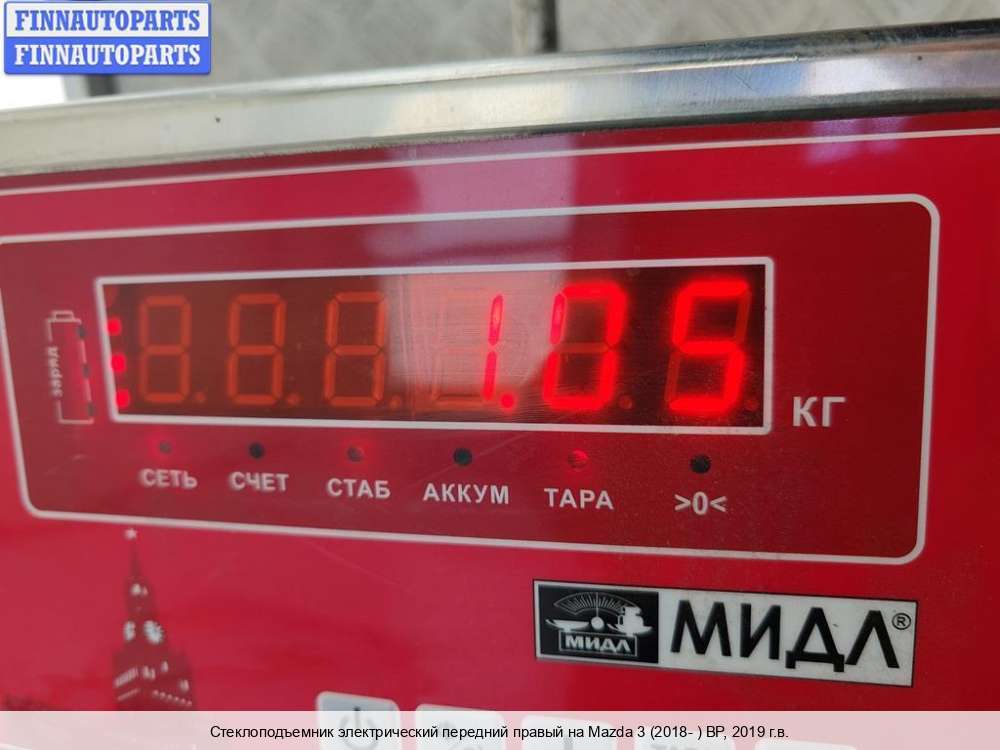 FINNAUTOPARTS
FINNAUTOPARTS
1.05
заряд
КГ
СЕТЬ СЧЕТ СТАБ АККУМ ТАРА >0<
МИДЛ МИДЛ®
Стеклоподъемник электрический передний правый на Mazda 3 (2018- ) BP, 2019 г.в.